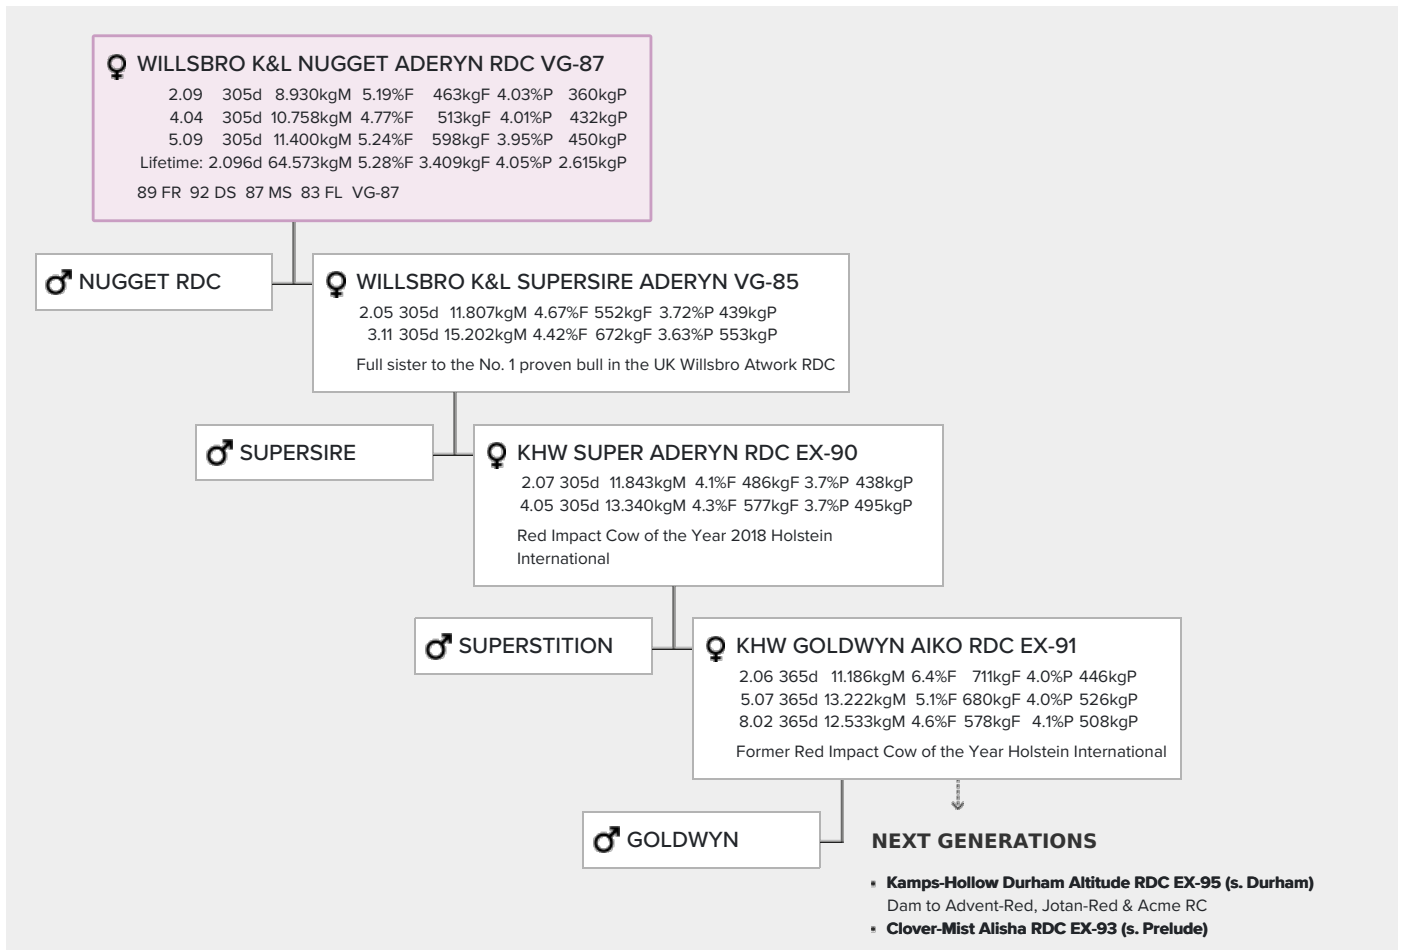 WILLSBRO K&L NUGGET ADERYN RDC VG-87
2.09 305d 8.930kgM 5.19%F 463kgF 4.03%P 360kgP
4.04 305d 10.758kgM 4.77%F 513kgF 4.01%P 432kgP
5.09 305d 11.400kgM 5.24%F 598kgF 3.95%P 450kgP
Lifetime: 2.096d 64.573kgM 5.28%F 3.409kgF 4.05%P 2.615kgP
89 FR 92 DS 87 MS 83 FL VG-87
NUGGET RDC
WILLSBRO K&L SUPERSIRE ADERYN VG-85
2.05 305d 11.807kgM 4.67%F 552kgF 3.72%P 439kgP
3.11 305d 15.202kgM 4.42%F 672kgF 3.63%P 553kgP
Full sister to the No. 1 proven bull in the UK Willsbro Atwork RDC
SUPERSIRE
KHW SUPER ADERYN RDC EX-90
2.07 305d 11.843kgM 4.1%F 486kgF 3.7%P 438kgP
4.05 305d 13.340kgM 4.3%F 577kgF 3.7%P 495kgP
Red Impact Cow of the Year 2018 Holstein
International
SUPERSTITION
KHW GOLDWYN AIKO RDC EX-91
2.06 365d 11.186kgM 6.4%F 711kgF 4.0%P 446kgP
5.07 365d 13.222kgM 5.1%F 680kgF 4.0%P 526kgP
8.02 365d 12.533kgM 4.6%F 578kgF 4.1%P 508kgP
Former Red Impact Cow of the Year Holstein International
GOLDWYN
NEXT GENERATIONS
Kamps-Hollow Durham Altitude RDC EX-95 (s. Durham)
Dam to Advent-Red, Jotan-Red & Acme RC
Clover-Mist Alisha RDC EX-93 (s. Prelude)